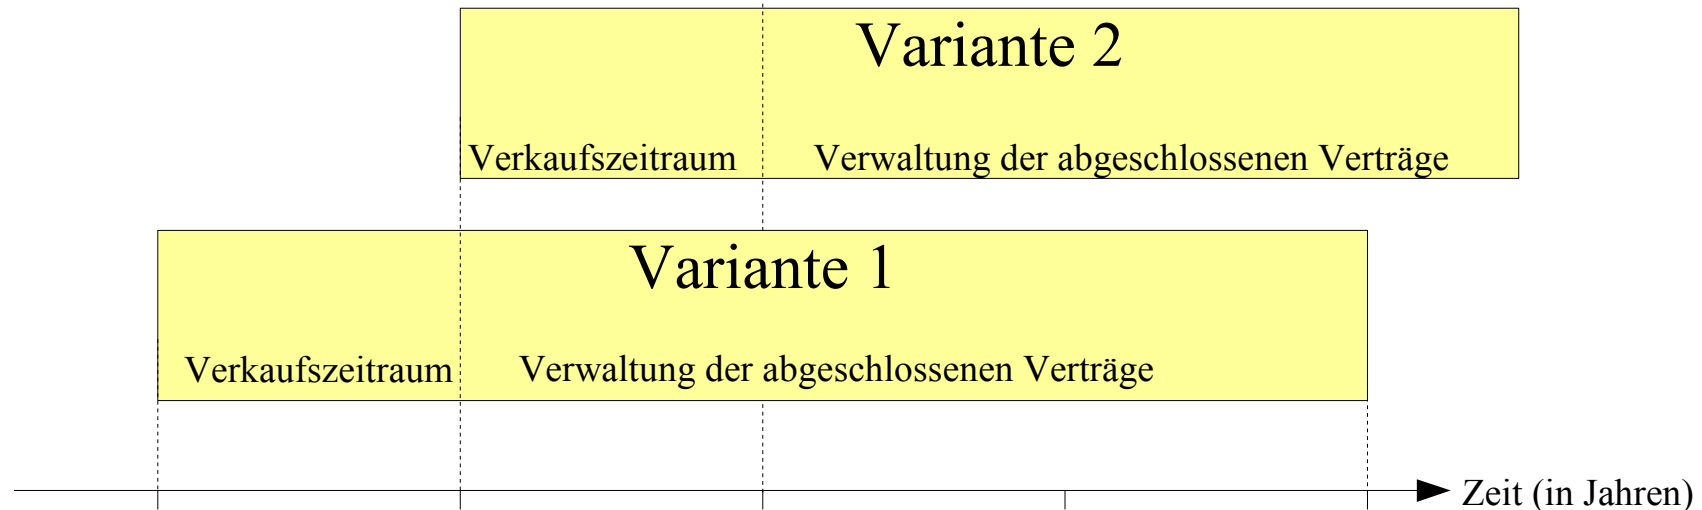 Variante 2
Verkaufszeitraum
Verwaltung der abgeschlossenen Verträge
Variante 1
Verkaufszeitraum
Verwaltung der abgeschlossenen Verträge
Zeit (in Jahren)